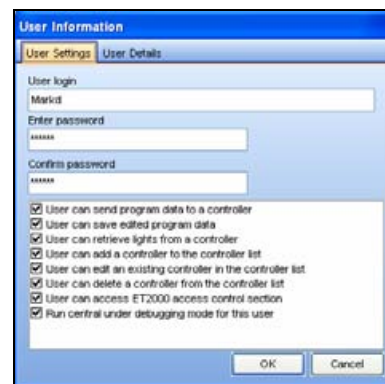 User Information
User Settings User Details
User login
Markd
Enter password
******
Confirm password
******
User can send program data to a controller
User can save edited program data
User can retrieve lights from a controller
User can add a controller to the controller list
User can edit an existing controller in the controller list
User can delete a controller from the controller list
User can access ET2000 access control section
Run central under debugging mode for this user
OK Cancel